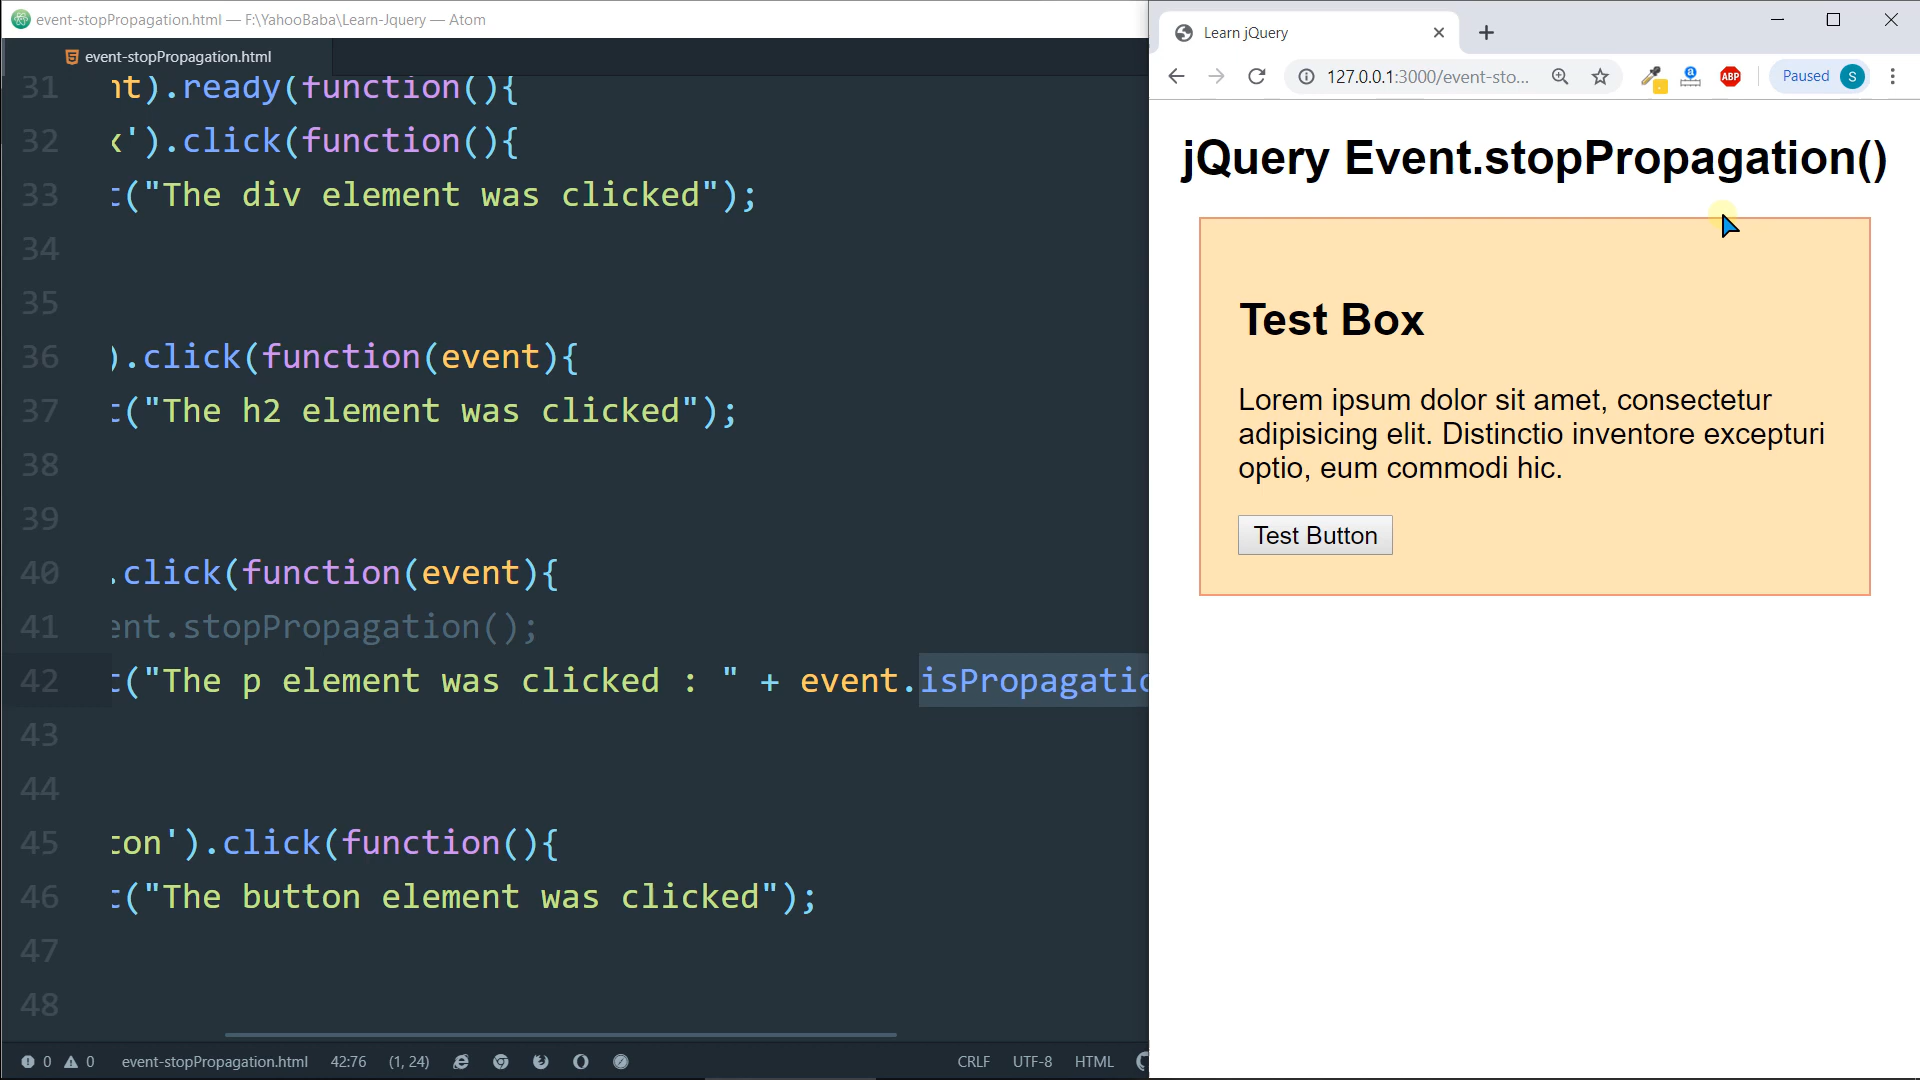 event-stopPropagation.html — F:\YahooBaba\Learn-Jquery — Atom
event-stopPropagation.html
31 nt).ready(function(){
32 x').click(function(){
33 t("The div element was clicked");
34
35
36 ).click(function(event){
37 t("The h2 element was clicked");
38
39
40 .click(function(event){
41 ent.stopPropagation();
42 t("The p element was clicked : " + event.isPropagatio
43
44
45 ton').click(function(){
46 t("The button element was clicked");
47
48
0 0 event-stopPropagation.html 42:76 (1, 24) CRLF UTF-8 HTML
Learn jQuery
127.0.0.1:3000/event-sto...
a ABP Paused S
jQuery Event.stopPropagation()
Test Box
Lorem ipsum dolor sit amet, consectetur
adipisicing elit. Distinctio inventore excepturi
optio, eum commodi hic.
Test Button